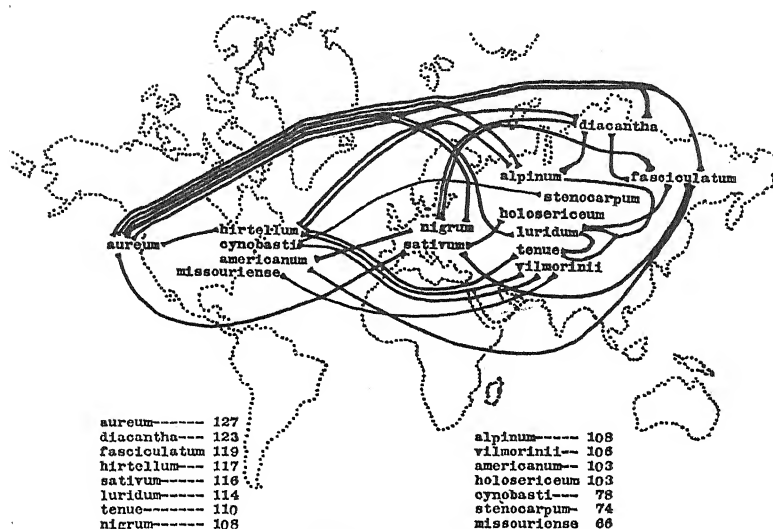 diacantha
alpinum
fasciculatum
stenocarpum
holosericeum
hirtellum
nigrum
luridum
aureum
cynobasti
sativum
tenue
americanum
vilmorinii
missouriense
aureum------ 127
diacantha--- 123
fasciculatum 119
hirtellum--- 117
sativum----- 116
luridum----- 114
tenue------- 110
nigrum------ 108
alpinum----- 108
vilmorinii-- 106
americanum-- 103
holosericeum 103
cynobasti--- 78
stenocarpum- 74
missouriense 66